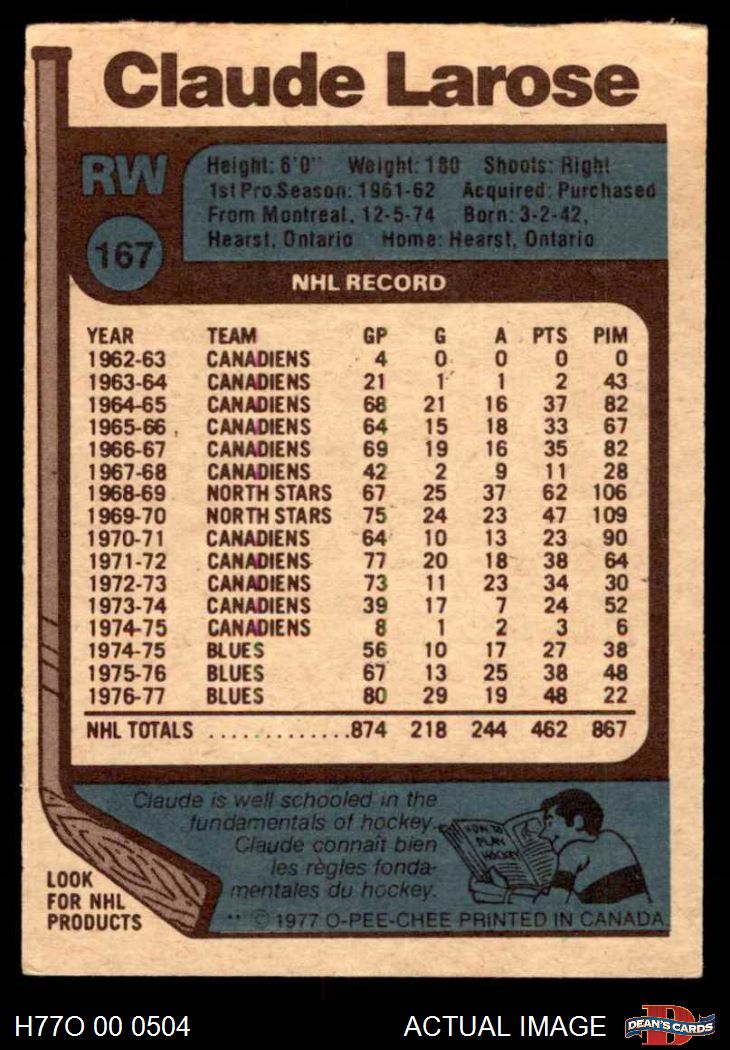 Claude Larose
RW
Height: 6'0" Weight: 180 Shoots: Right
1st Pro.Season: 1961-62 Acquired: Purchased
From Montreal, 12-5-74 Born: 3-2-42,
Hearst, Ontario Home: Hearst, Ontario
167
NHL RECORD
YEAR TEAM GP G A PTS PIM
1962-63 CANADIENS 4 0 0 0 0
1963-64 CANADIENS 21 1 1 2 43
1964-65 CANADIENS 68 21 16 37 82
1965-66 CANADIENS 64 15 18 33 67
1966-67 CANADIENS 69 19 16 35 82
1967-68 CANADIENS 42 2 9 11 28
1968-69 NORTH STARS 67 25 37 62 106
1969-70 NORTH STARS 75 24 23 47 109
1970-71 CANADIENS 64 10 13 23 90
1971-72 CANADIENS 77 20 18 38 64
1972-73 CANADIENS 73 11 23 34 30
1973-74 CANADIENS 39 17 7 24 52
1974-75 CANADIENS 8 1 2 3 6
1974-75 BLUES 56 10 17 27 38
1975-76 BLUES 67 13 25 38 48
1976-77 BLUES 80 29 19 48 22
NHL TOTALS .............874 218 244 462 867
Claude is well schooled in the
fundamentals of hockey.
Claude connaît bien
les règles fonda-
mentales du hockey.
HOW TO
PLAY
HOCKEY
LOOK
FOR NHL
PRODUCTS
** © 1977 O-PEE-CHEE PRINTED IN CANADA
H77O 00 0504
ACTUAL IMAGE
D
DEAN'S CARDS